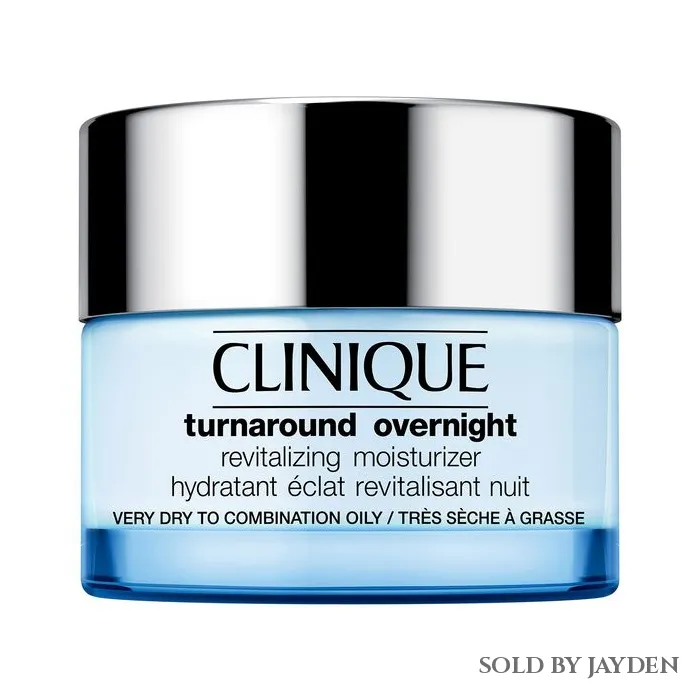 CLINIQUE
turnaround overnight
revitalizing moisturizer
hydratant éclat revitalisant nuit
VERY DRY TO COMBINATION OILY / TRÈS SÈCHE À GRASSE
SOLD BY JAYDEN